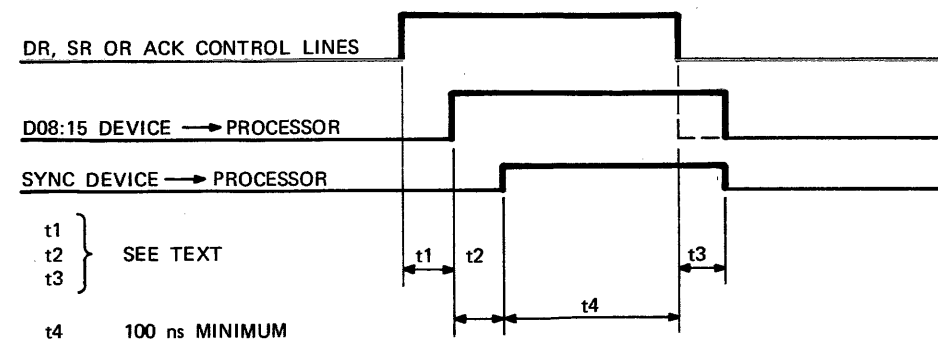 DR, SR OR ACK CONTROL LINES
D08:15 DEVICE → PROCESSOR
SYNC DEVICE → PROCESSOR
t1
t2 SEE TEXT
t3
t4 100 ns MINIMUM
t1 t2 t3
t4